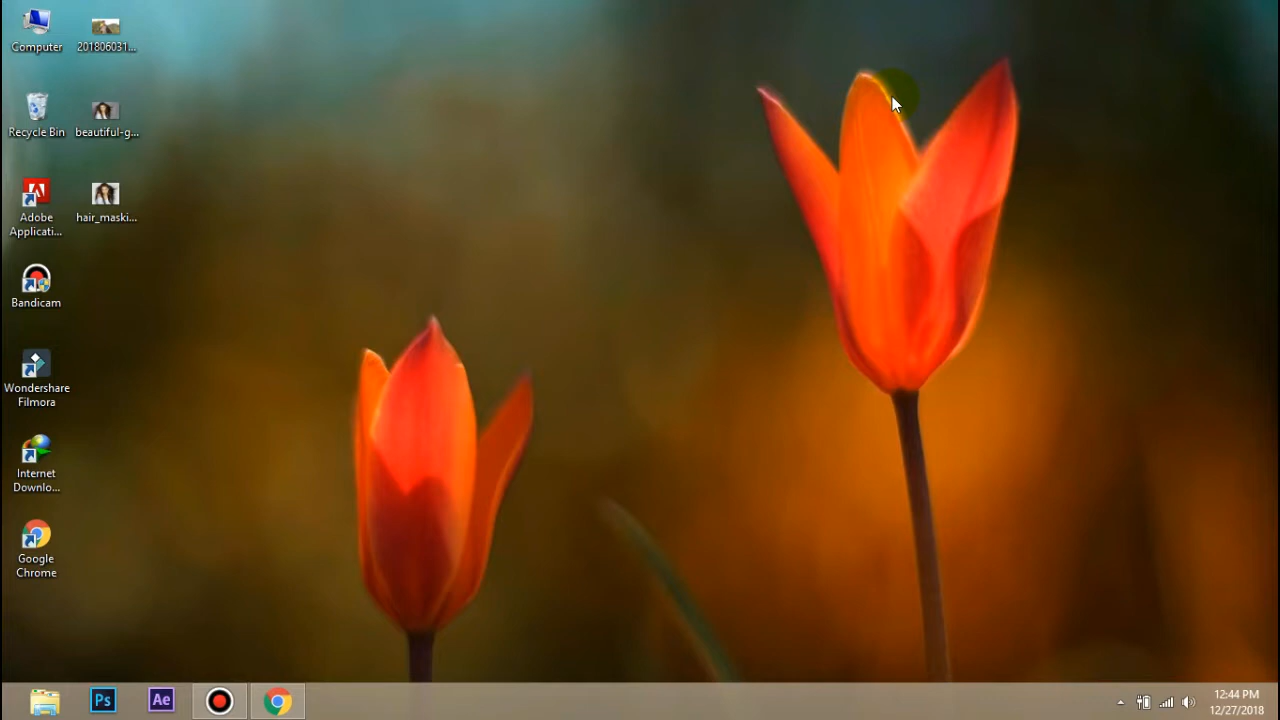 Computer
201806031...
Recycle Bin
beautiful-g...
Adobe
Applicati...
hair_maski...
Bandicam
Wondershare
Filmora
Internet
Downlo...
Google
Chrome
Ps
Ae
12:44 PM
12/27/2018